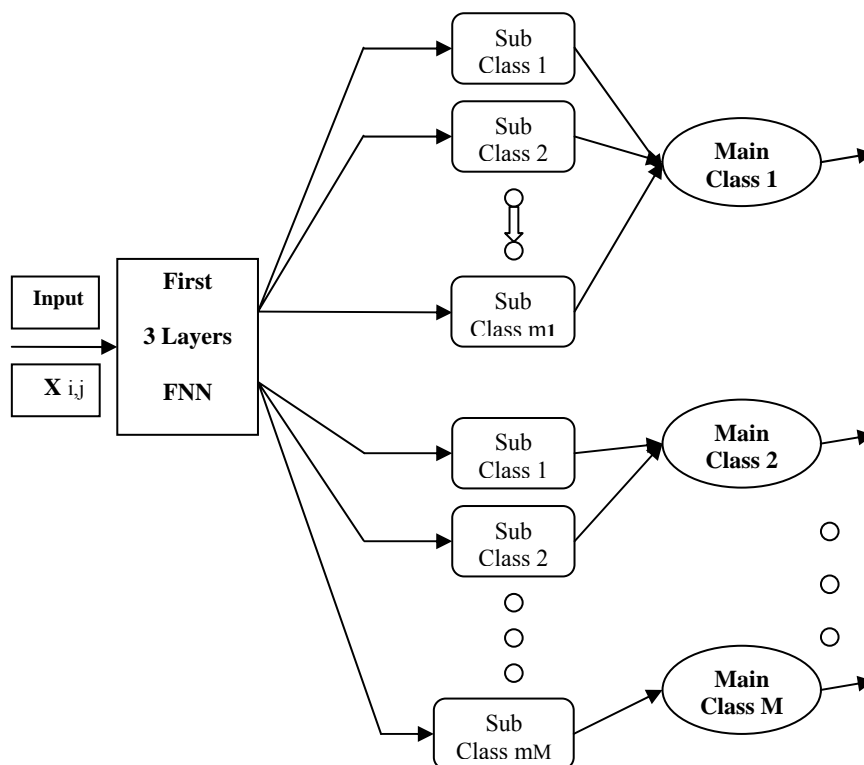 Input
X i,j
First
3 Layers
FNN
Sub
Class 1
Sub
Class 2
Sub
Class m1
Main
Class 1
Sub
Class 1
Sub
Class 2
Main
Class 2
Sub
Class mM
Main
Class M